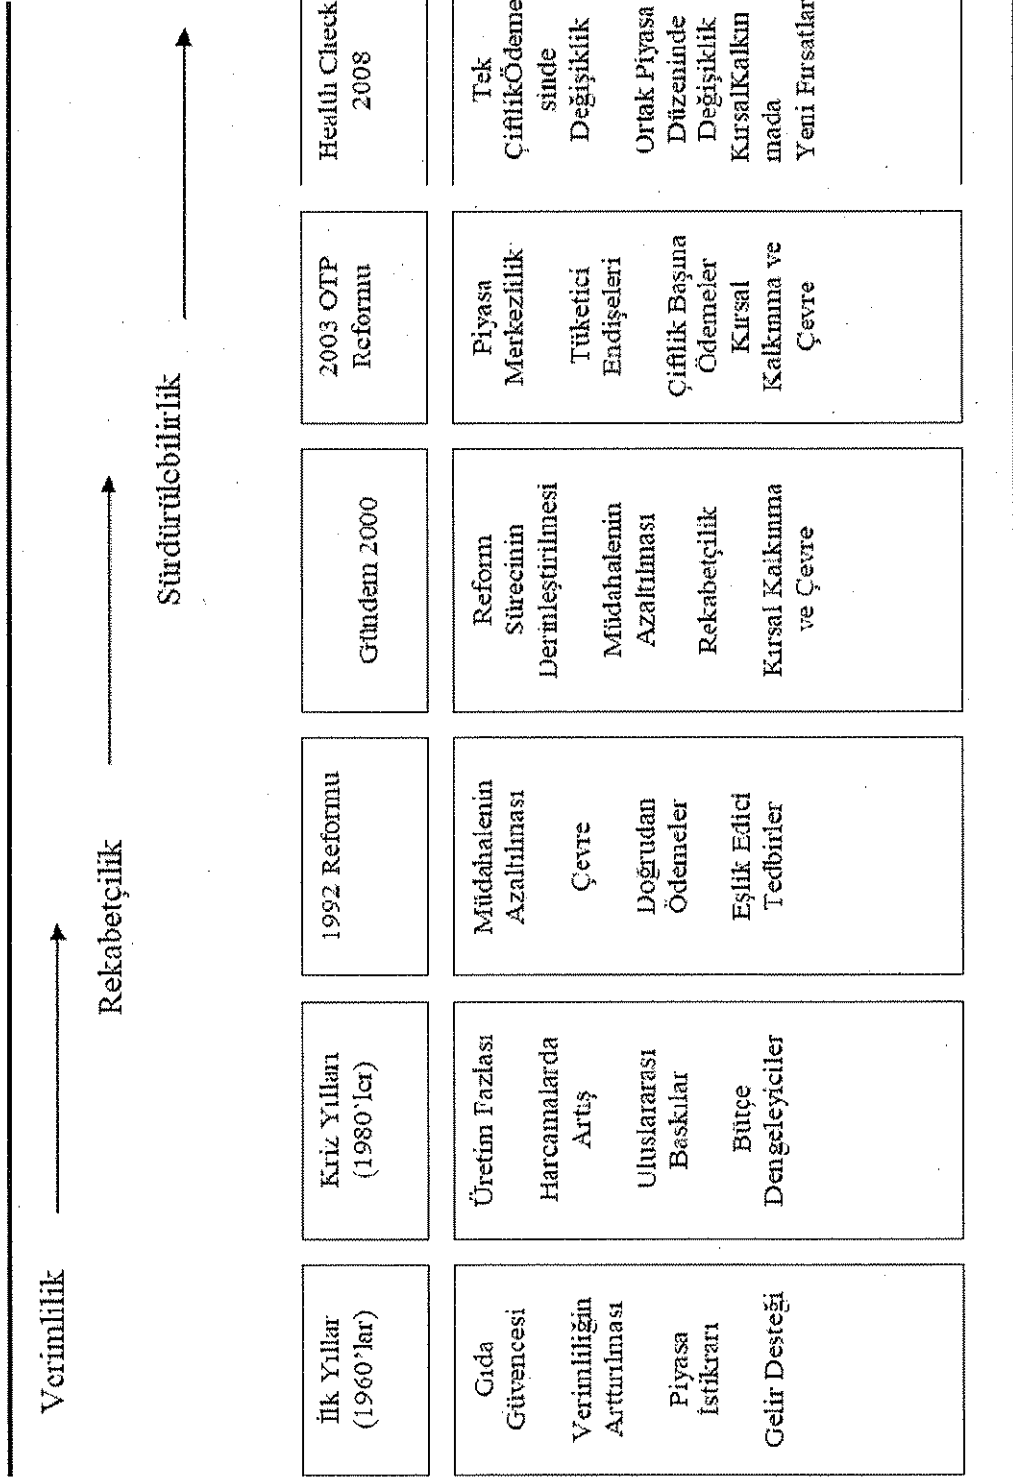 Verimlilik
Rekabetçilik
Sürdürülebilirlik
İlk Yıllar
(1960’lar)
Kriz Yılları
(1980’ler)
1992 Reformu
Gündem 2000
2003 OTP
Reformu
Health Check
2008
Gıda
Güvencesi
Verimliliğin
Arttırılması
Piyasa
İstikrarı
Gelir Desteği
Üretim Fazlası
Harcamalarda
Artış
Uluslararası
Baskılar
Bütçe
Dengeleyiciler
Müdahalenin
Azaltılması
Çevre
Doğrudan
Ödemeler
Eşlik Edici
Tedbirler
Reform
Sürecinin
Derinleştirilmesi
Müdahalenin
Azaltılması
Rekabetçilik
Kırsal Kalkınma
ve Çevre
Piyasa
Merkezlilik
Tüketici
Endişeleri
Çiftlik Başına
Ödemeler
Kırsal
Kalkınma ve
Çevre
Tek
ÇiftlikÖdeme
sinde
Değişiklik
Ortak Piyasa
Düzeninde
Değişiklik
KırsalKalkın
mada
Yeni Fırsatlar